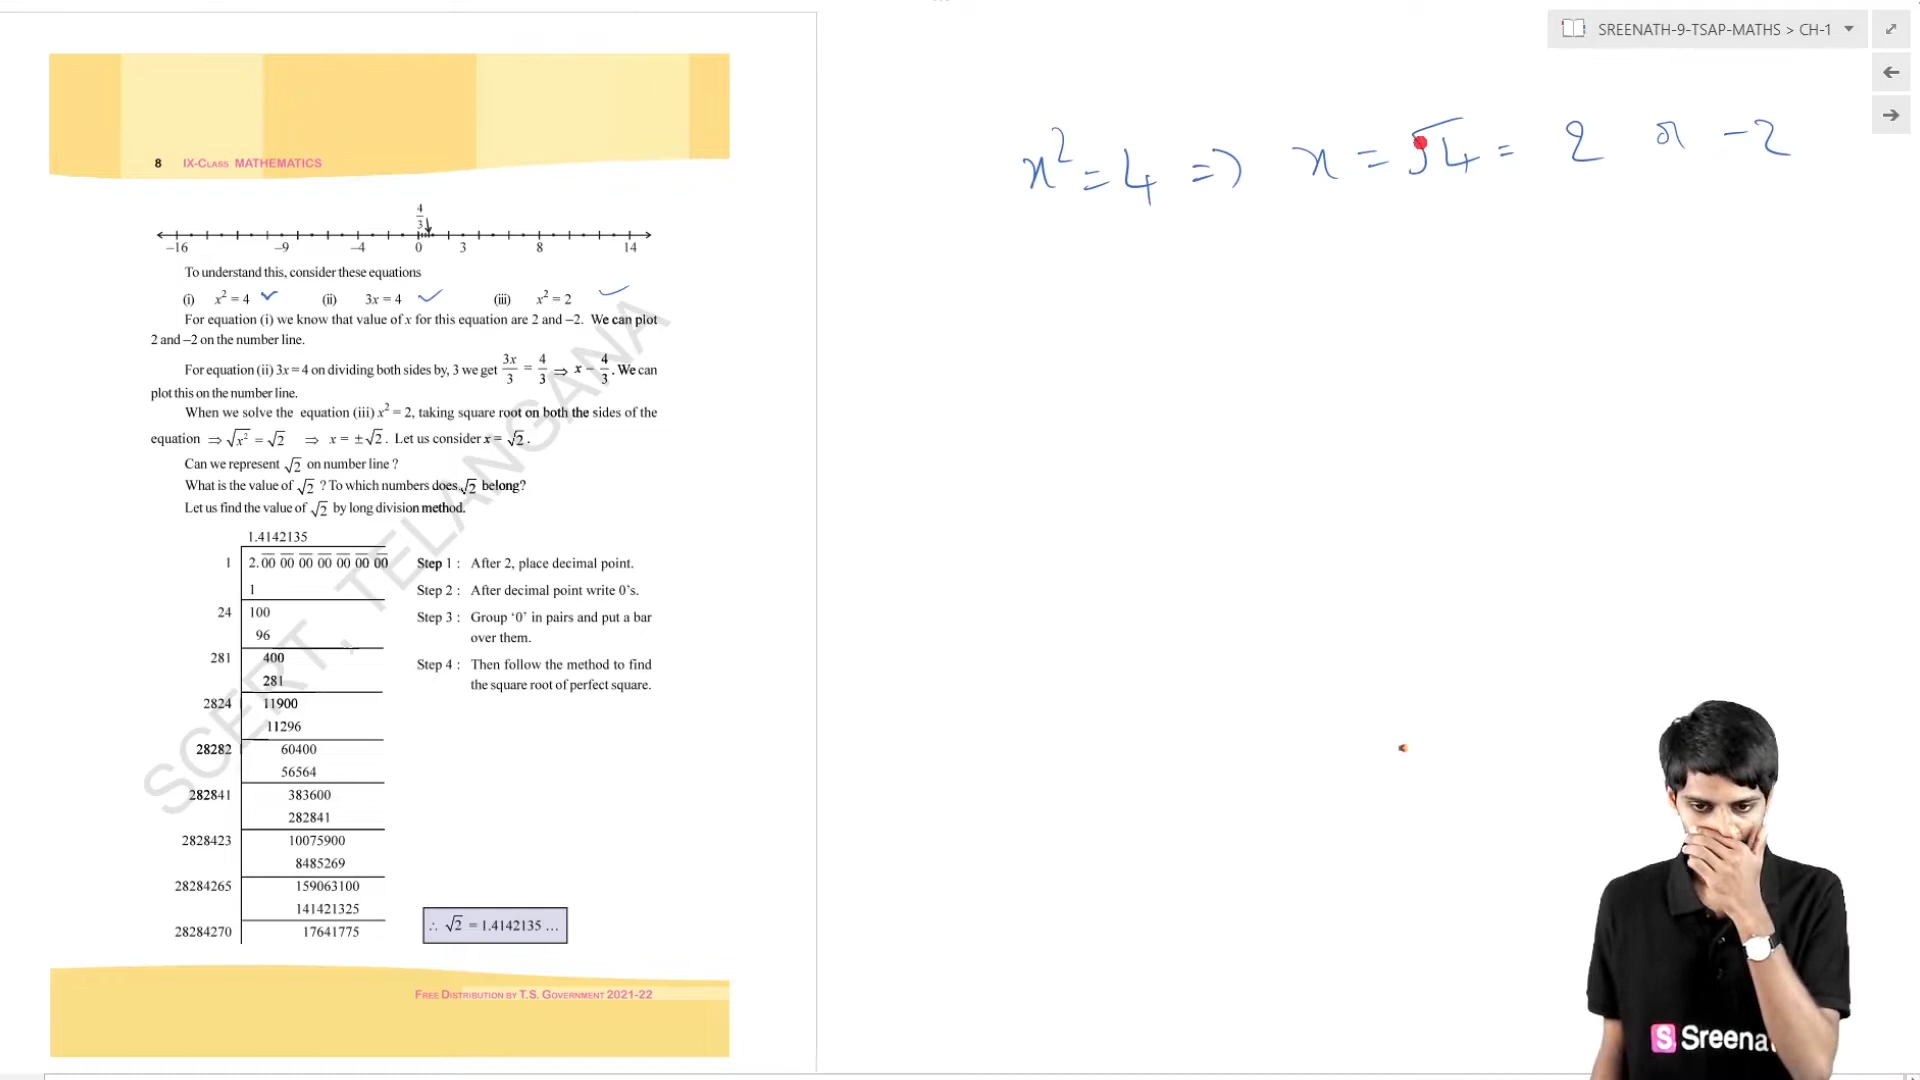 SREENATH-9-TSAP-MATHS > CH-1
8 IX-CLASS MATHEMATICS
4/3
−16 −9 −4 0 3 8 14
To understand this, consider these equations
(i) x² = 4 (ii) 3x = 4 (iii) x² = 2
For equation (i) we know that value of x for this equation are 2 and −2. We can plot
2 and −2 on the number line.
For equation (ii) 3x = 4 on dividing both sides by, 3 we get 3x/3 = 4/3 ⇒ x = 4/3. We can
plot this on the number line.
When we solve the equation (iii) x² = 2, taking square root on both the sides of the
equation ⇒ √x² = √2 ⇒ x = ±√2. Let us consider x = √2.
Can we represent √2 on number line ?
What is the value of √2 ? To which numbers does √2 belong?
Let us find the value of √2 by long division method.
1.4142135
1 2.00 00 00 00 00 00 00
1
24 100
96
281 400
281
2824 11900
11296
28282 60400
56564
282841 383600
282841
2828423 10075900
8485269
28284265 159063100
141421325
28284270 17641775
Step 1 : After 2, place decimal point.
Step 2 : After decimal point write 0's.
Step 3 : Group '0' in pairs and put a bar
over them.
Step 4 : Then follow the method to find
the square root of perfect square.
∴ √2 = 1.4142135 ...
FREE DISTRIBUTION BY T.S. GOVERNMENT 2021-22
SCERT, TELANGANA
x² = 4 ⇒ x = √4 = 2 or −2
S Sreena